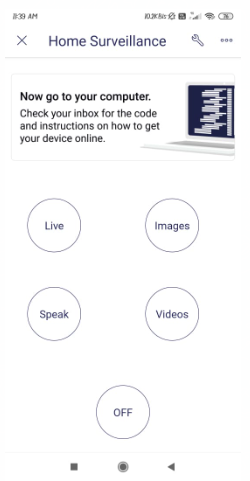 11:39 AM
Home Surveillance
Now go to your computer.
Check your inbox for the code
and instructions on how to get
your device online.
Live
Images
Speak
Videos
OFF